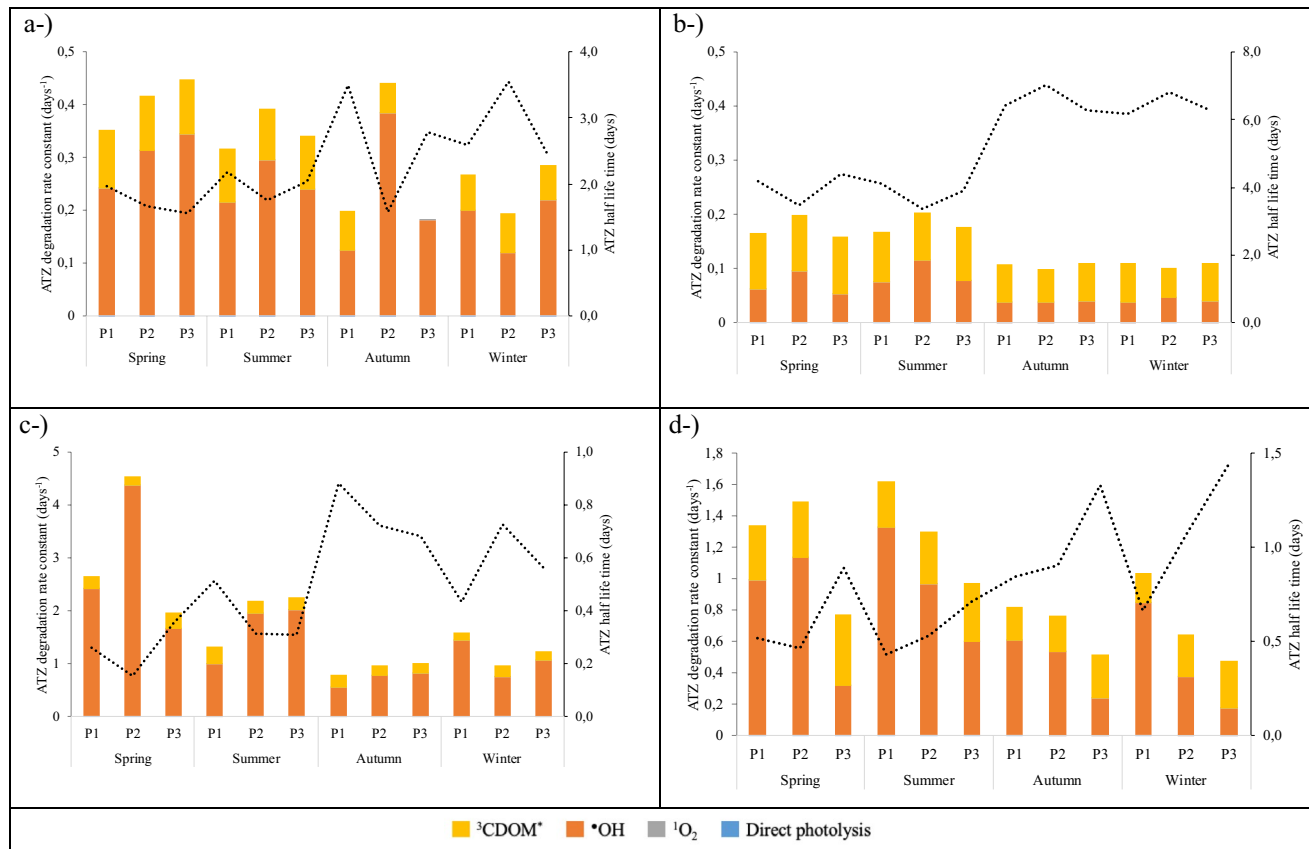 a-)
0,5
0,4
0,3
0,2
0,1
0
ATZ degradation rate constant (days⁻¹)
4,0
3,0
2,0
1,0
0,0
ATZ half life time (days)
P1 P2 P3 P1 P2 P3 P1 P2 P3 P1 P2 P3
Spring Summer Autumn Winter
b-)
0,5
0,4
0,3
0,2
0,1
0
ATZ degradation rate constant (days⁻¹)
8,0
6,0
4,0
2,0
0,0
ATZ half life time (days)
P1 P2 P3 P1 P2 P3 P1 P2 P3 P1 P2 P3
Spring Summer Autumn Winter
c-)
5
4
3
2
1
0
ATZ degradation rate constant (days⁻¹)
1,0
0,8
0,6
0,4
0,2
0,0
ATZ half life time (days)
P1 P2 P3 P1 P2 P3 P1 P2 P3 P1 P2 P3
Spring Summer Autumn Winter
d-)
1,8
1,6
1,4
1,2
1
0,8
0,6
0,4
0,2
0
ATZ degradation rate constant (days⁻¹)
1,5
1,0
0,5
0,0
ATZ half life time (days)
P1 P2 P3 P1 P2 P3 P1 P2 P3 P1 P2 P3
Spring Summer Autumn Winter
³CDOM* •OH ¹O₂ Direct photolysis